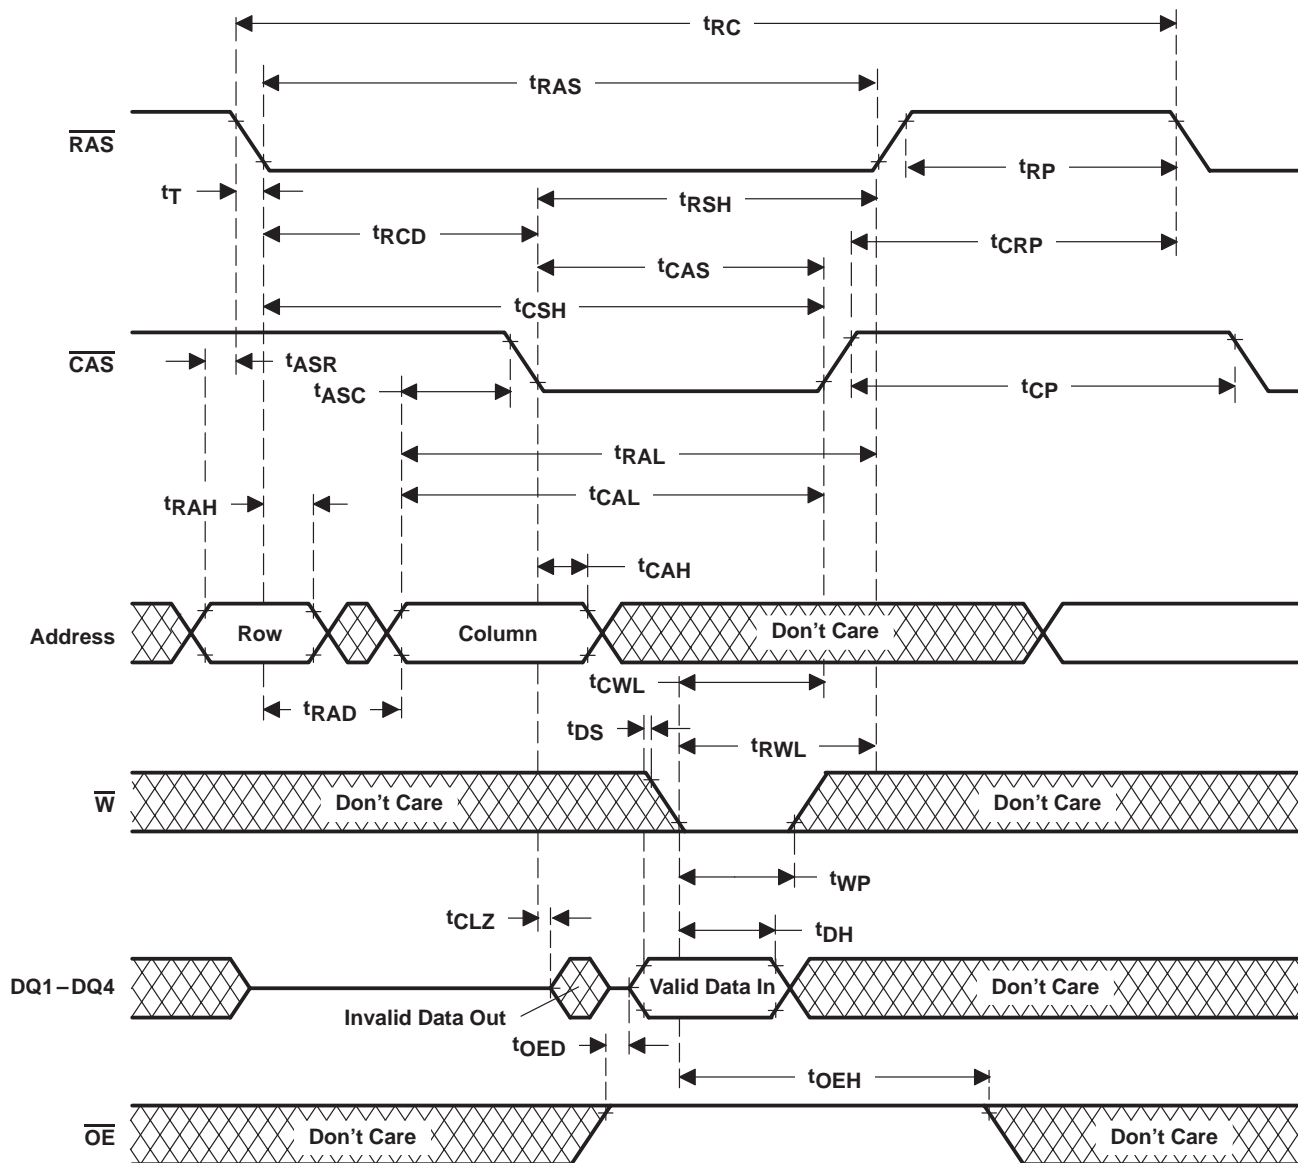 tRC
tRAS
RAS
tT
tRP
tRSH
tRCD
tCRP
tCAS
tCSH
CAS
tASR
tASC
tCP
tRAL
tRAH
tCAL
tCAH
Address
Row
Column
Don't Care
tCWL
tRAD
tDS
tRWL
W
Don't Care
Don't Care
tWP
tCLZ
tDH
DQ1–DQ4
Valid Data In
Don't Care
Invalid Data Out
tOED
tOEH
OE
Don't Care
Don't Care